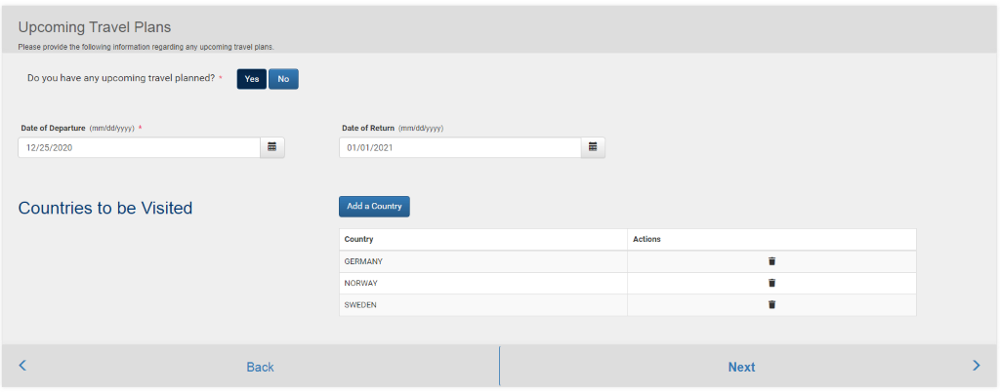 Upcoming Travel Plans
Please provide the following information regarding any upcoming travel plans.
Do you have any upcoming travel planned? * Yes No
Date of Departure (mm/dd/yyyy) * Date of Return (mm/dd/yyyy)
12/25/2020 01/01/2021
Countries to be Visited Add a Country
Country Actions
GERMANY
NORWAY
SWEDEN
Back Next